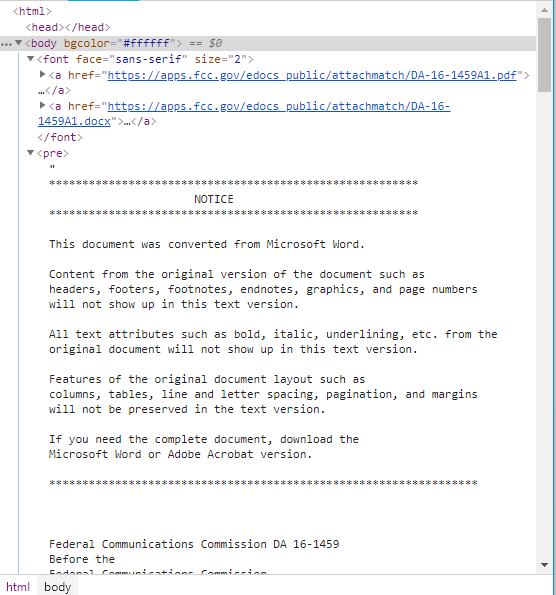 <html>
<head></head>
… ▼<body bgcolor="#ffffff"> == $0
▼<font face="sans-serif" size="2">
▶<a href="https://apps.fcc.gov/edocs_public/attachmatch/DA-16-1459A1.pdf">
…</a>
▶<a href="https://apps.fcc.gov/edocs_public/attachmatch/DA-16-
1459A1.docx">…</a>
</font>
▼<pre>
"
********************************************************
NOTICE
********************************************************
This document was converted from Microsoft Word.
Content from the original version of the document such as
headers, footers, footnotes, endnotes, graphics, and page numbers
will not show up in this text version.
All text attributes such as bold, italic, underlining, etc. from the
original document will not show up in this text version.
Features of the original document layout such as
columns, tables, line and letter spacing, pagination, and margins
will not be preserved in the text version.
If you need the complete document, download the
Microsoft Word or Adobe Acrobat version.
*****************************************************************
Federal Communications Commission DA 16-1459
Before the
Federal Communications Commission
html body